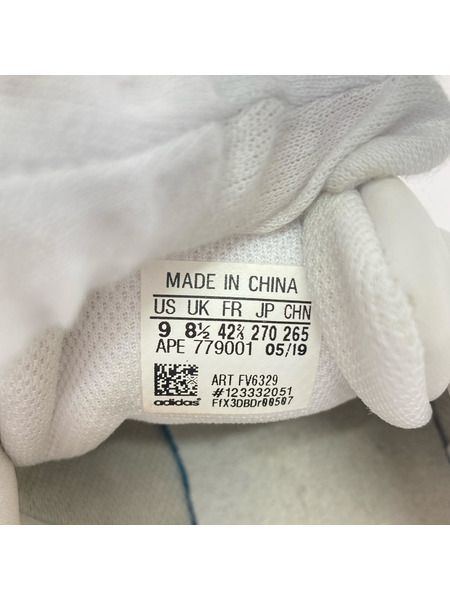 MADE IN CHINA
US UK FR JP CHN
9 8½ 42⅔ 270 265
APE 779001 05/19
ART FV6329
#123332051
adidas FfX3DBDr00507